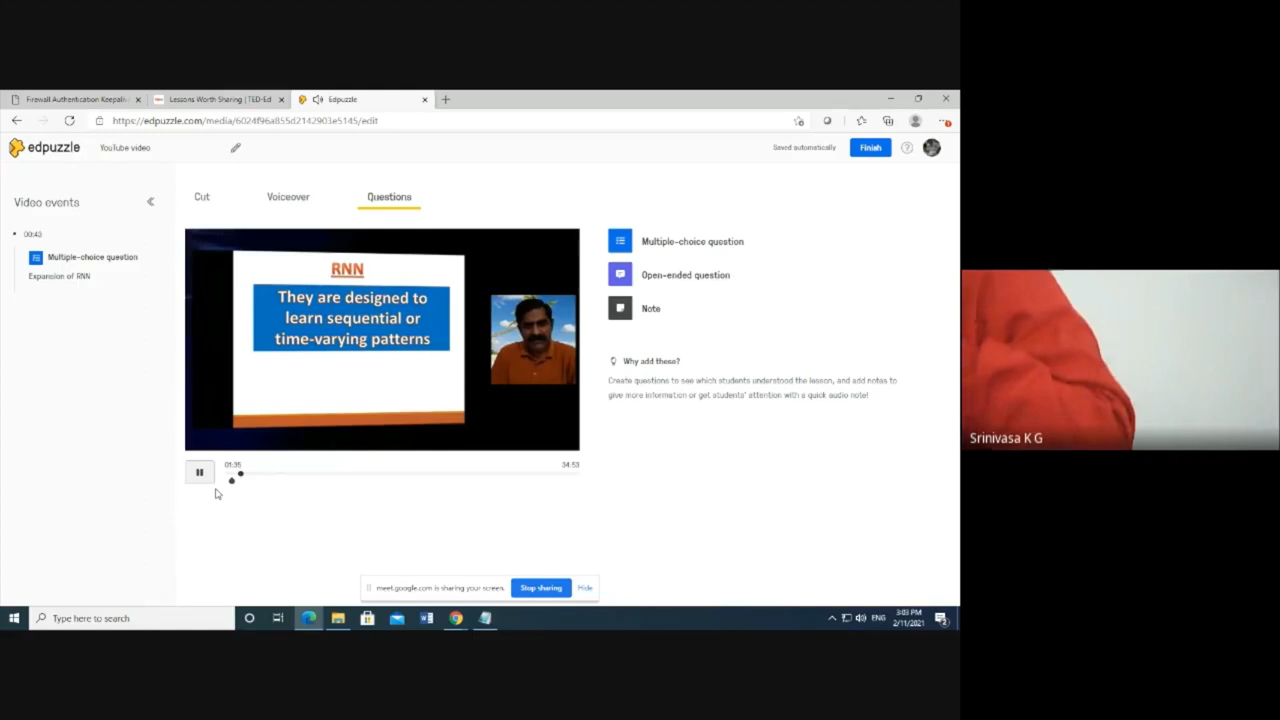 Firewall Authentication Keepaliv
Lessons Worth Sharing | TED-Ed
Edpuzzle
https://edpuzzle.com/media/6024f96a855d2142903e5145/edit
edpuzzle
YouTube video
Saved automatically
Finish
Cut
Voiceover
Questions
Video events
00:43
Multiple-choice question
Expansion of RNN
RNN
They are designed to
learn sequential or
time-varying patterns
01:35
34:53
Multiple-choice question
Open-ended question
Note
Why add these?
Create questions to see which students understood the lesson, and add notes to
give more information or get students' attention with a quick audio note!
Srinivasa K G
meet.google.com is sharing your screen.
Stop sharing
Hide
Type here to search
ENG
3:03 PM
2/11/2021